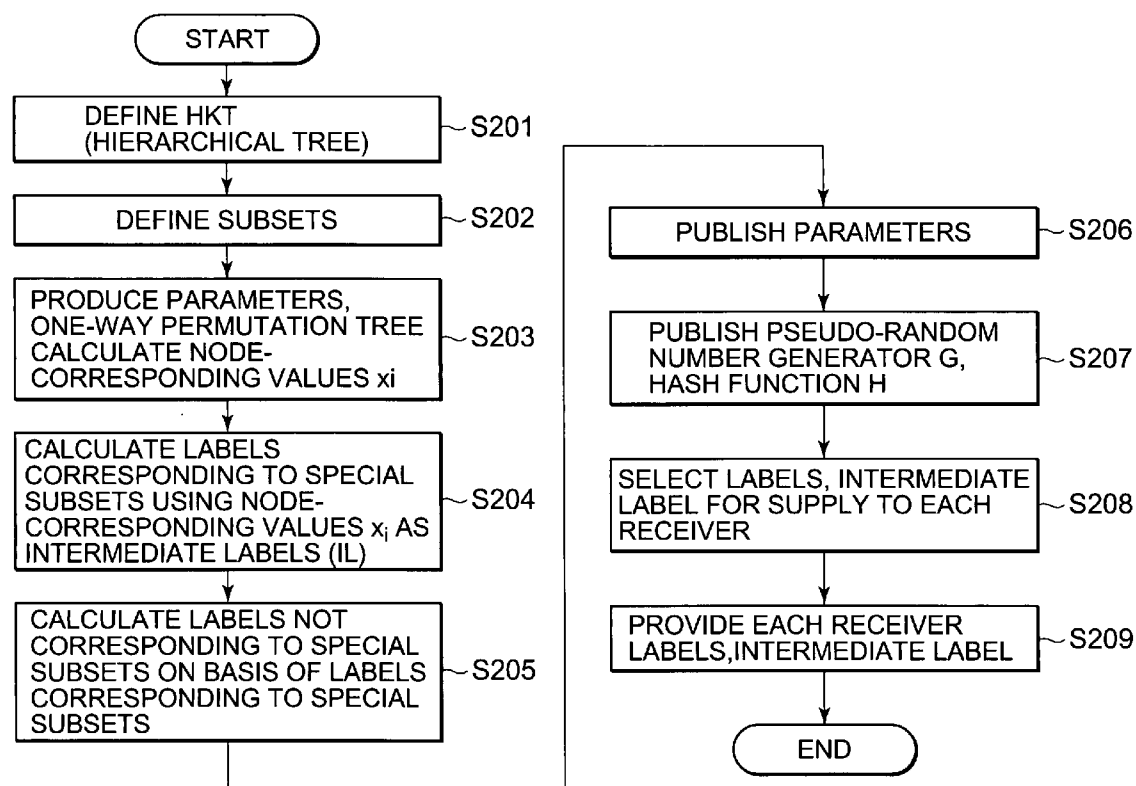 START
DEFINE HKT
(HIERARCHICAL TREE)
S201
DEFINE SUBSETS
S202
PRODUCE PARAMETERS,
ONE-WAY PERMUTATION TREE
CALCULATE NODE-
CORRESPONDING VALUES xi
S203
CALCULATE LABELS
CORRESPONDING TO SPECIAL
SUBSETS USING NODE-
CORRESPONDING VALUES xi AS
INTERMEDIATE LABELS (IL)
S204
CALCULATE LABELS NOT
CORRESPONDING TO SPECIAL
SUBSETS ON BASIS OF LABELS
CORRESPONDING TO SPECIAL
SUBSETS
S205
PUBLISH PARAMETERS
S206
PUBLISH PSEUDO-RANDOM
NUMBER GENERATOR G,
HASH FUNCTION H
S207
SELECT LABELS, INTERMEDIATE
LABEL FOR SUPPLY TO EACH
RECEIVER
S208
PROVIDE EACH RECEIVER
LABELS,INTERMEDIATE LABEL
S209
END